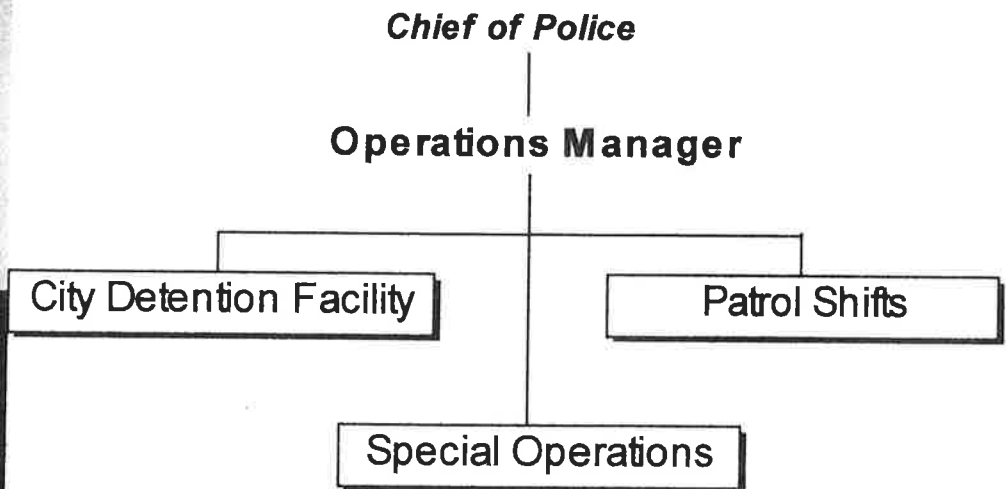 Chief of Police
Operations Manager
City Detention Facility
Patrol Shifts
Special Operations